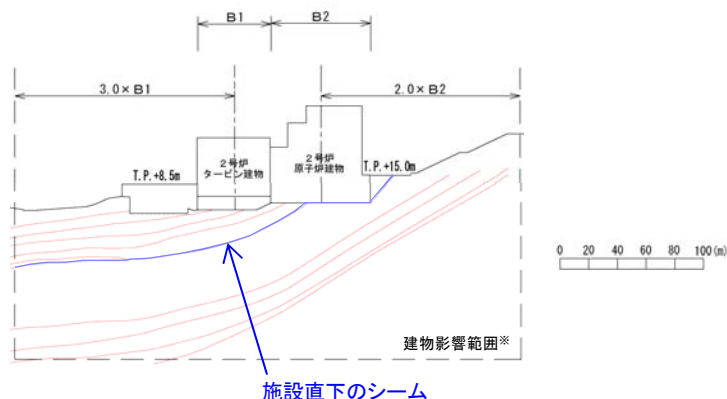 B1
B2
3.0×B1
2.0×B2
2号炉
タービン建物
2号炉
原子炉建物
T.P.+8.5m
T.P.+15.0m
0 20 40 60 80 100(m)
建物影響範囲※
施設直下のシーム